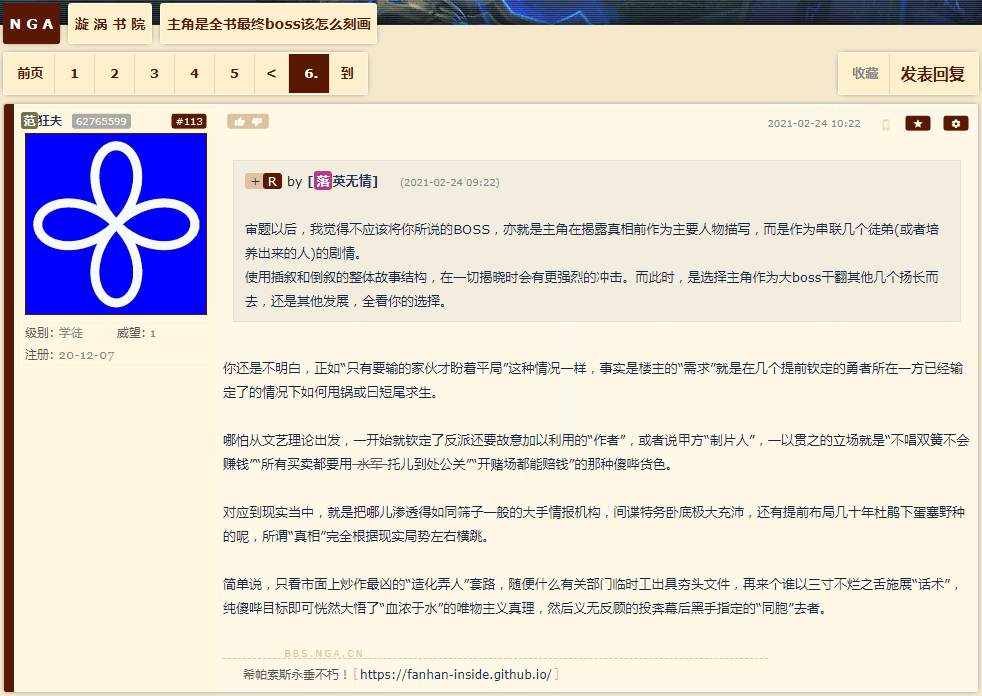 N G A 漩 涡 书 院 主角是全书最终boss该怎么刻画
前页 1 2 3 4 5 < 6. 到 收藏 发表回复
范狂夫 62765599 #113 2021-02-24 10:22
级别: 学徒 威望: 1
注册: 20-12-07
+ R by [落英无情] (2021-02-24 09:22)
审题以后，我觉得不应该将你所说的BOSS，亦就是主角在揭露真相前作为主要人物描写，而是作为串联几个徒弟(或者培
养出来的人)的剧情。
使用插叙和倒叙的整体故事结构，在一切揭晓时会有更强烈的冲击。而此时，是选择主角作为大boss干翻其他几个扬长而
去，还是其他发展，全看你的选择。
你还是不明白，正如“只有要输的家伙才盼着平局”这种情况一样，事实是楼主的“需求”就是在几个提前钦定的勇者所在一方已经输
定了的情况下如何甩锅或曰短尾求生。
哪怕从文艺理论出发，一开始就钦定了反派还要故意加以利用的“作者”，或者说甲方“制片人”，一以贯之的立场就是“不唱双簧不会
赚钱”“所有买卖都要用 水军 托儿到处公关”“开赌场都能赔钱”的那种傻哔货色。
对应到现实当中，就是把哪儿渗透得如同筛子一般的大手情报机构，间谍特务卧底极大充沛，还有提前布局几十年杜鹃下蛋塞野种
的呢，所谓“真相”完全根据现实局势左右横跳。
简单说，只看市面上炒作最凶的“造化弄人”套路，随便什么有关部门临时工出具夯头文件，再来个谁以三寸不烂之舌施展“话术”，
纯傻哔目标即可恍然大悟了“血浓于水”的唯物主义真理，然后义无反顾的投奔幕后黑手指定的“同胞”去者。
BBS.NGA.CN
希帕索斯永垂不朽！[ https://fanhan-inside.github.io/ ]